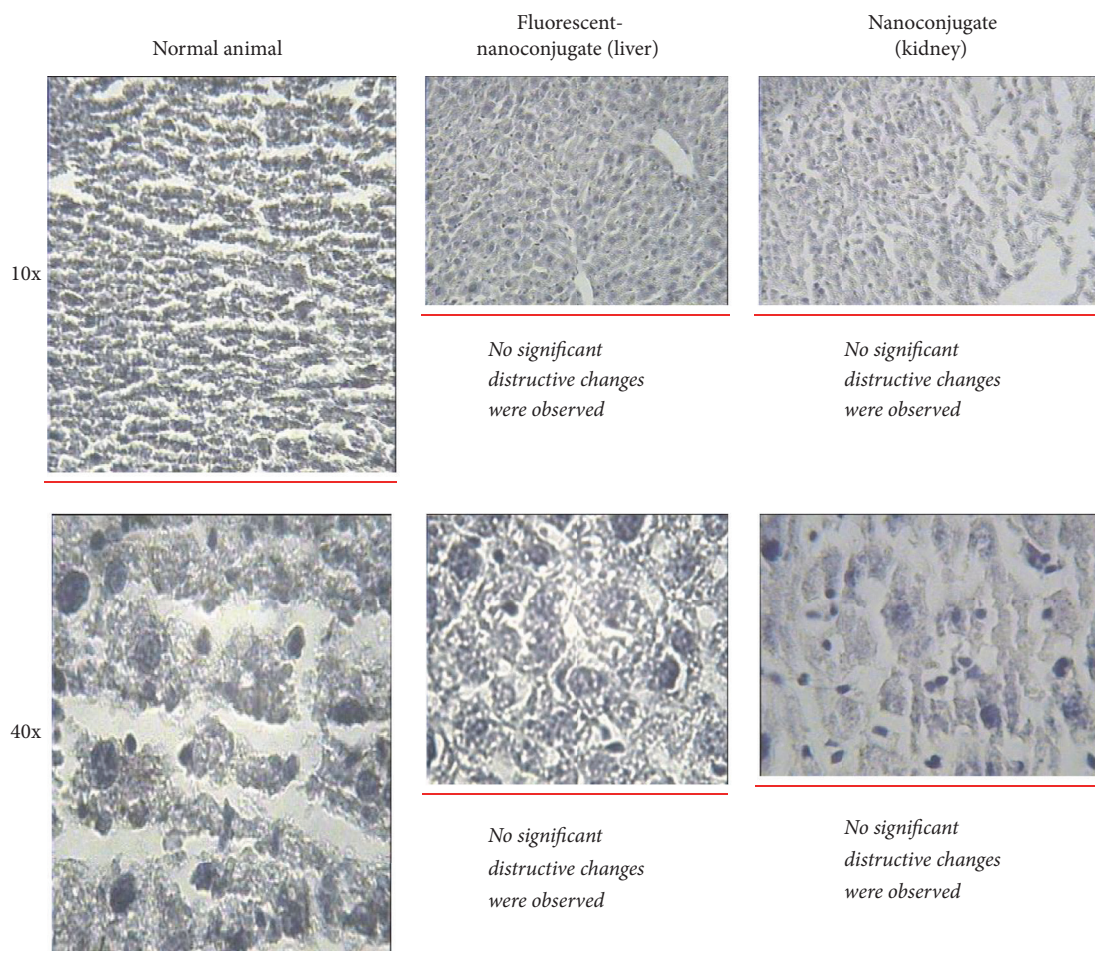 Normal animal
Fluorescent-
nanoconjugate (liver)
Nanoconjugate
(kidney)
10x
No significant
distructive changes
were observed
No significant
distructive changes
were observed
40x
No significant
distructive changes
were observed
No significant
distructive changes
were observed